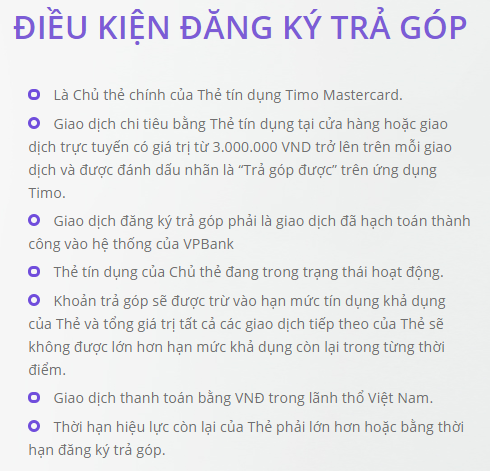 ĐIỀU KIỆN ĐĂNG KÝ TRẢ GÓP
Là Chủ thẻ chính của Thẻ tín dụng Timo Mastercard.
Giao dịch chi tiêu bằng Thẻ tín dụng tại cửa hàng hoặc giao
dịch trực tuyến có giá trị từ 3.000.000 VND trở lên trên mỗi giao
dịch và được đánh dấu nhãn là “Trả góp được” trên ứng dụng
Timo.
Giao dịch đăng ký trả góp phải là giao dịch đã hạch toán thành
công vào hệ thống của VPBank
Thẻ tín dụng của Chủ thẻ đang trong trạng thái hoạt động.
Khoản trả góp sẽ được trừ vào hạn mức tín dụng khả dụng
của Thẻ và tổng giá trị tất cả các giao dịch tiếp theo của Thẻ sẽ
không được lớn hơn hạn mức khả dụng còn lại trong từng thời
điểm.
Giao dịch thanh toán bằng VNĐ trong lãnh thổ Việt Nam.
Thời hạn hiệu lực còn lại của Thẻ phải lớn hơn hoặc bằng thời
hạn đăng ký trả góp.